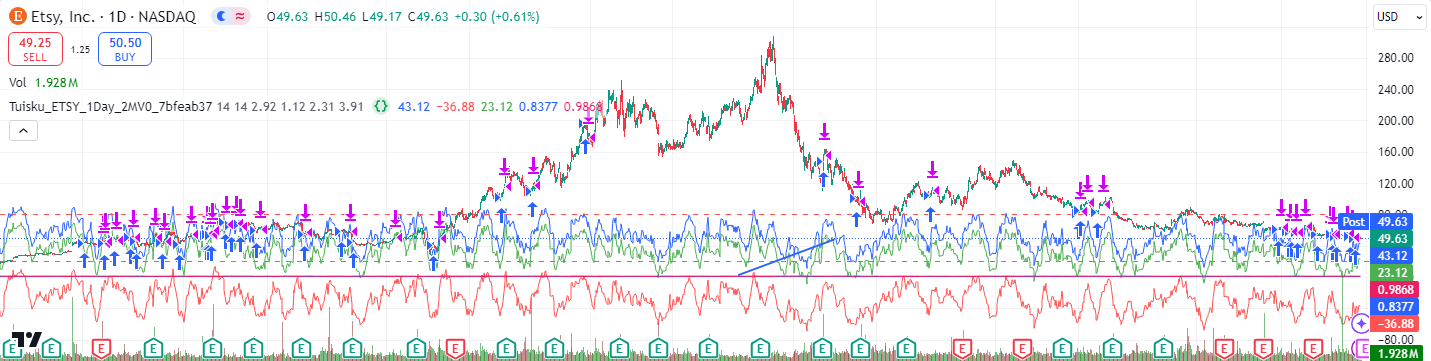 E Etsy, Inc. · 1D · NASDAQ O49.63 H50.46 L49.17 C49.63 +0.30 (+0.61%)
USD
49.25
SELL
1.25
50.50
BUY
Vol 1.928 M
Tuisku_ETSY_1Day_2MV0_7bfeab37 14 14 2.92 1.12 2.31 3.91 {} 43.12 −36.88 23.12 0.8377 0.9868
280.00
240.00
200.00
160.00
120.00
Post 49.63
49.63
43.12
23.12
0.9868
0.8377
−36.88
−80.00
1.928 M
E E E E E E E E E E E E E E E E E E E E E E E E E E E